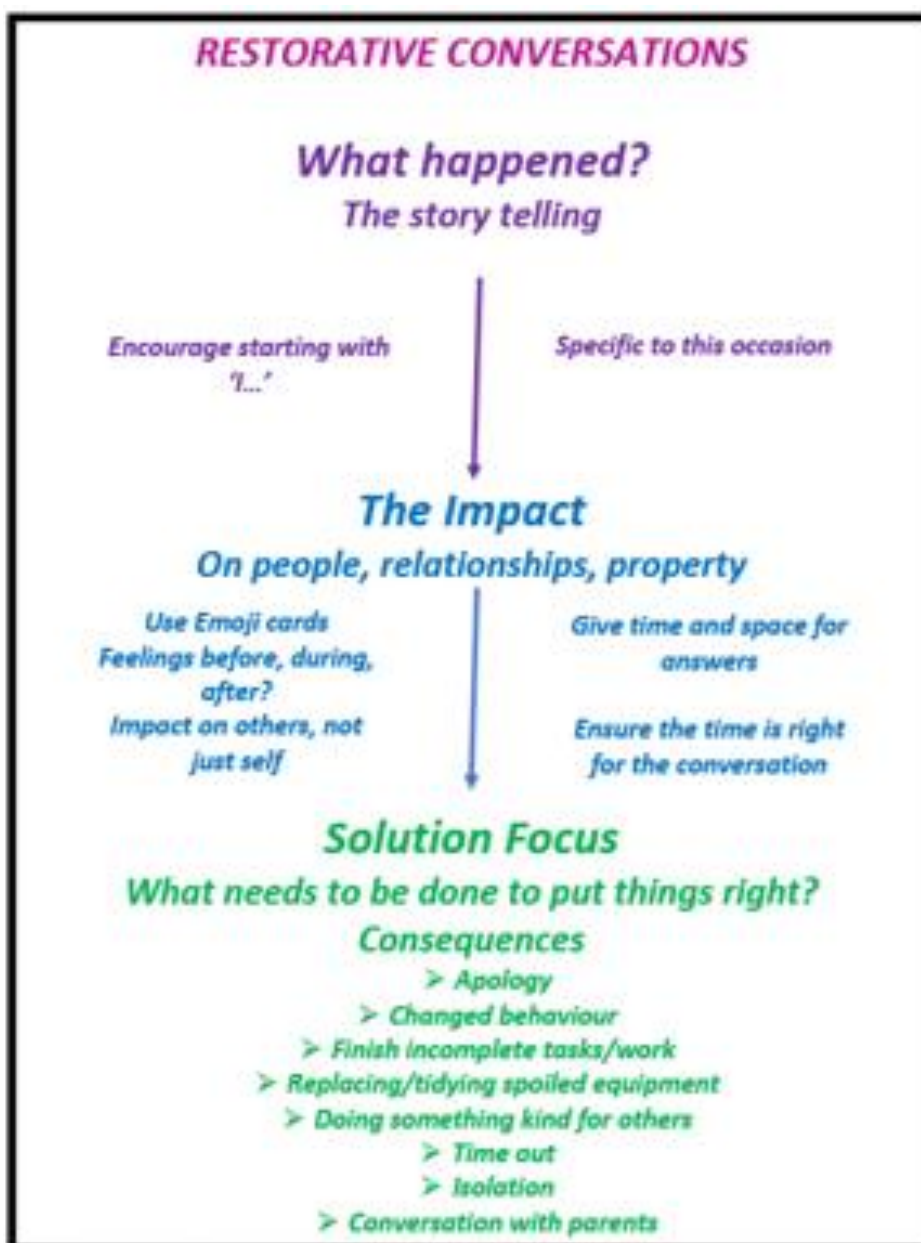 RESTORATIVE CONVERSATIONS
What happened?
The story telling
Encourage starting with
‘I...’
Specific to this occasion
The Impact
On people, relationships, property
Use Emoji cards
Feelings before, during,
after?
Impact on others, not
just self
Give time and space for
answers
Ensure the time is right
for the conversation
Solution Focus
What needs to be done to put things right?
Consequences
➢ Apology
➢ Changed behaviour
➢ Finish incomplete tasks/work
➢ Replacing/tidying spoiled equipment
➢ Doing something kind for others
➢ Time out
➢ Isolation
➢ Conversation with parents